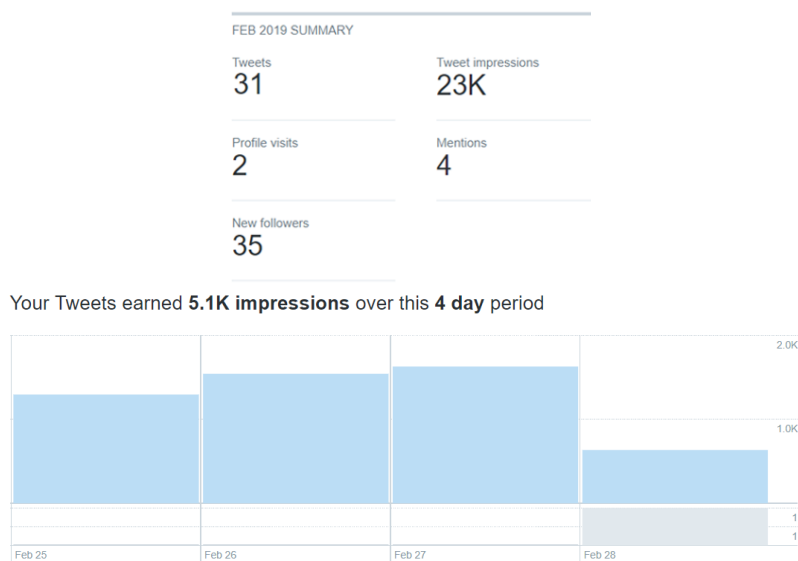 FEB 2019 SUMMARY
Tweets Tweet impressions
31 23K
Profile visits Mentions
2 4
New followers
35
Your Tweets earned 5.1K impressions over this 4 day period
2.0K
1.0K
1
1
Feb 25 Feb 26 Feb 27 Feb 28